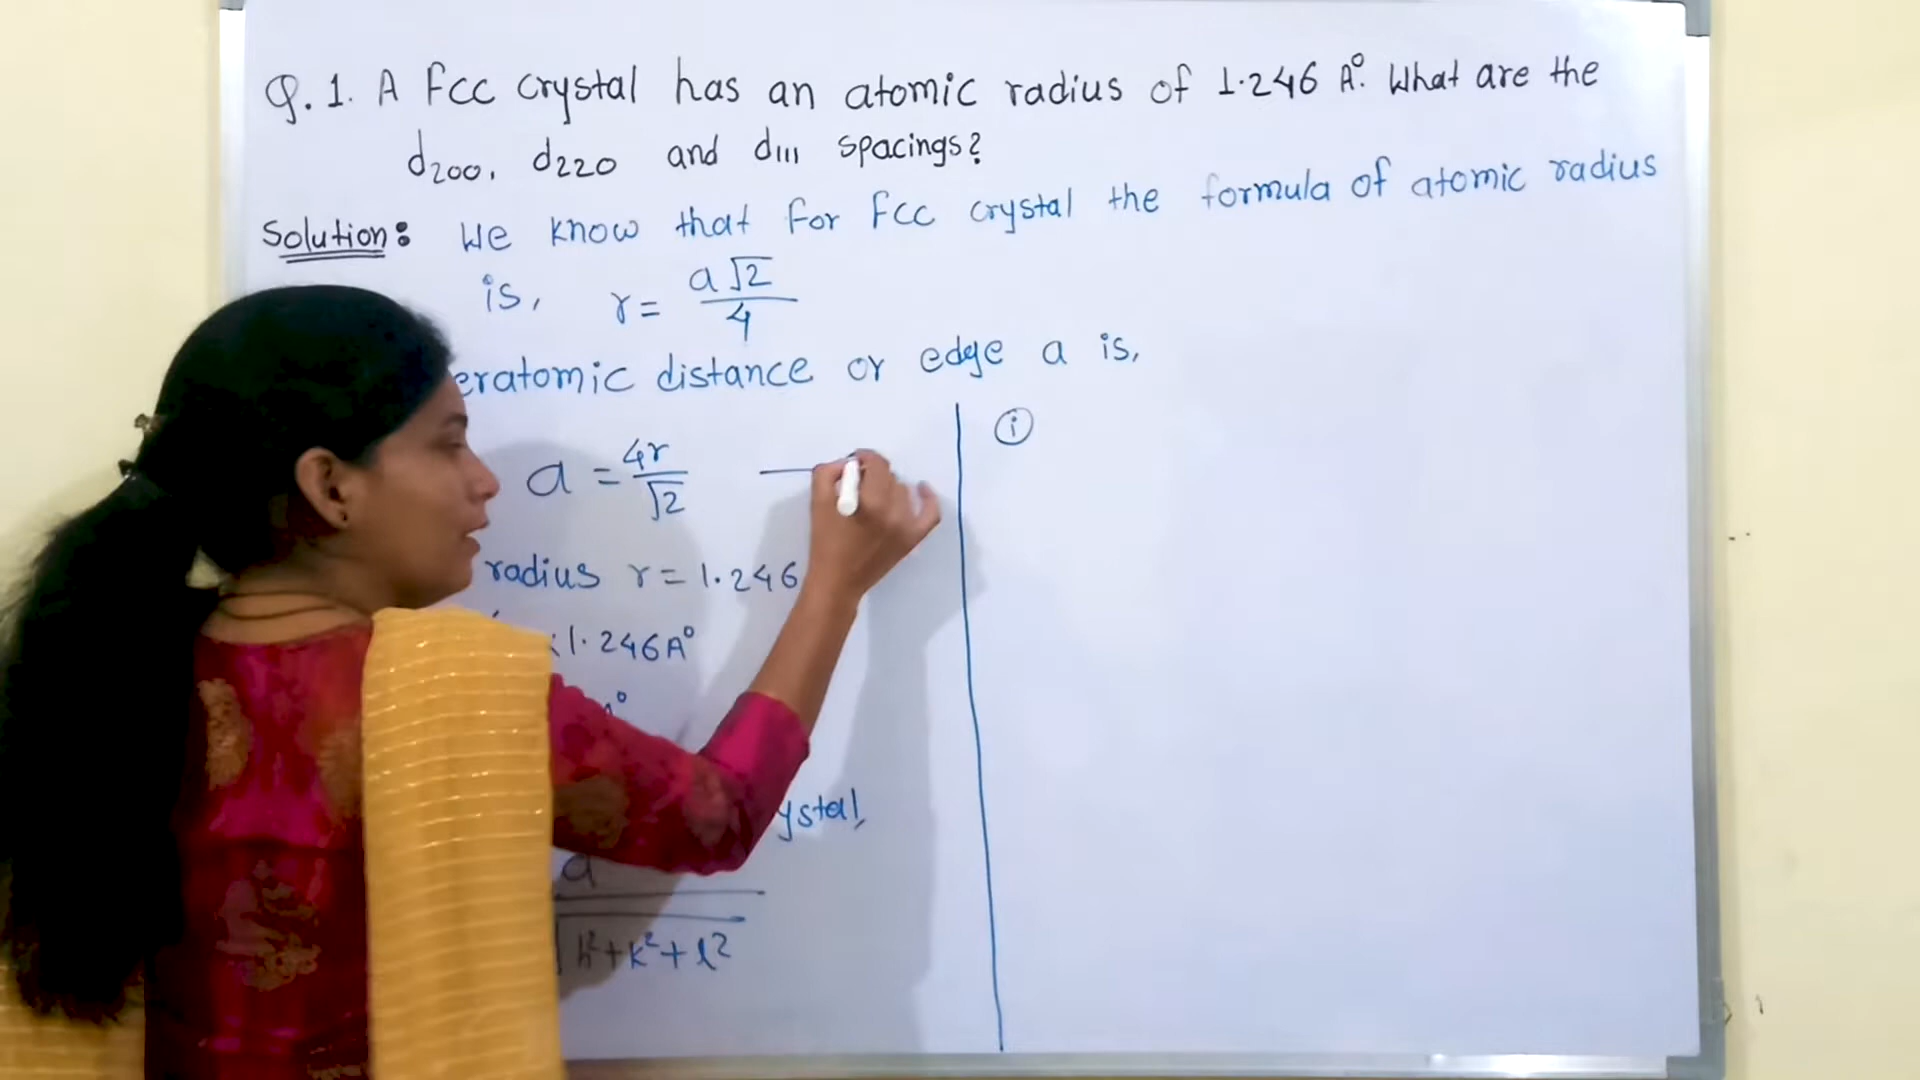 Q.1. A Fcc crystal has an atomic radius of 1.246 A°. What are the
d200, d220 and d111 spacings?
Solution: We know that for Fcc crystal the formula of atomic radius
is, r = a√2/4
eratomic distance or edge a is,
a = 4r/√2
radius r = 1.246
1.246A°
ystal,
a
√h²+k²+l²
i